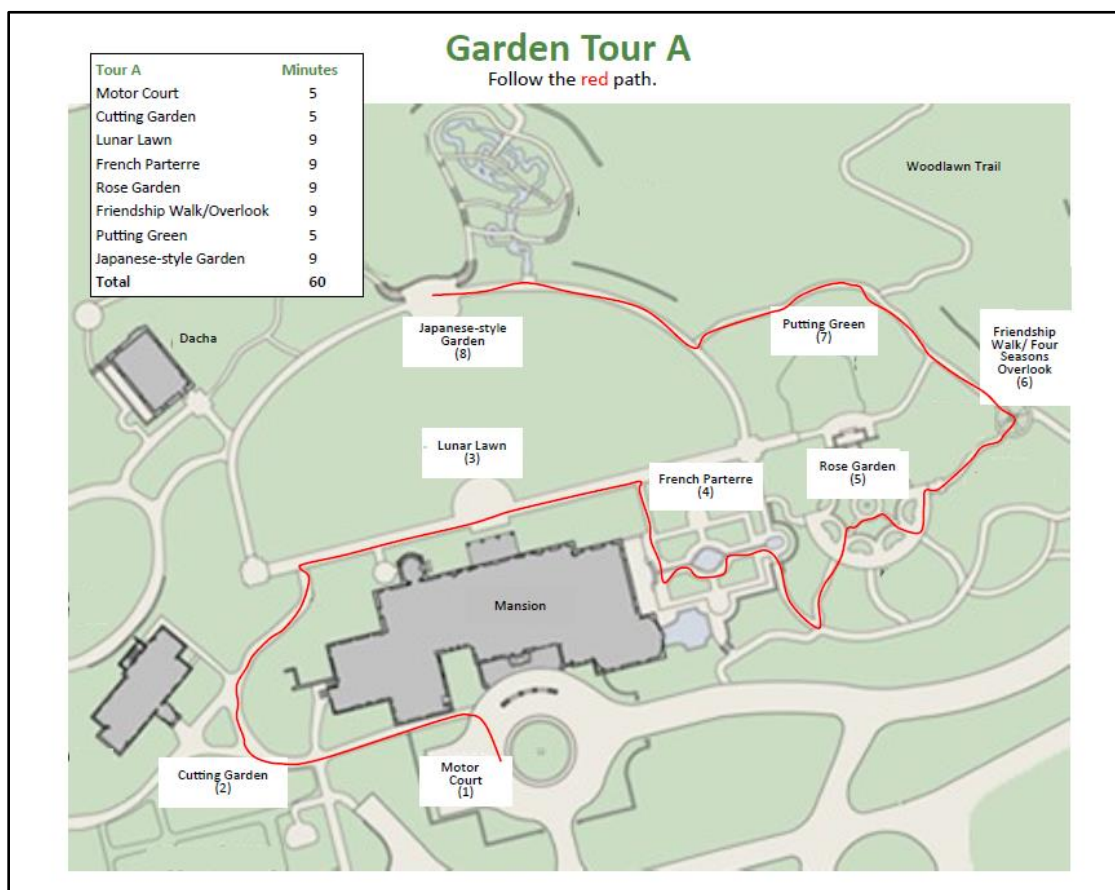 Garden Tour A
Follow the red path.
Tour A Minutes
Motor Court 5
Cutting Garden 5
Lunar Lawn 9
French Parterre 9
Rose Garden 9
Friendship Walk/Overlook 9
Putting Green 5
Japanese-style Garden 9
Total 60
Woodlawn Trail
Japanese-style
Garden
(8)
Putting Green
(7)
Friendship
Walk/ Four
Seasons
Overlook
(6)
Dacha
Lunar Lawn
(3)
French Parterre
(4)
Rose Garden
(5)
Mansion
Cutting Garden
(2)
Motor
Court
(1)